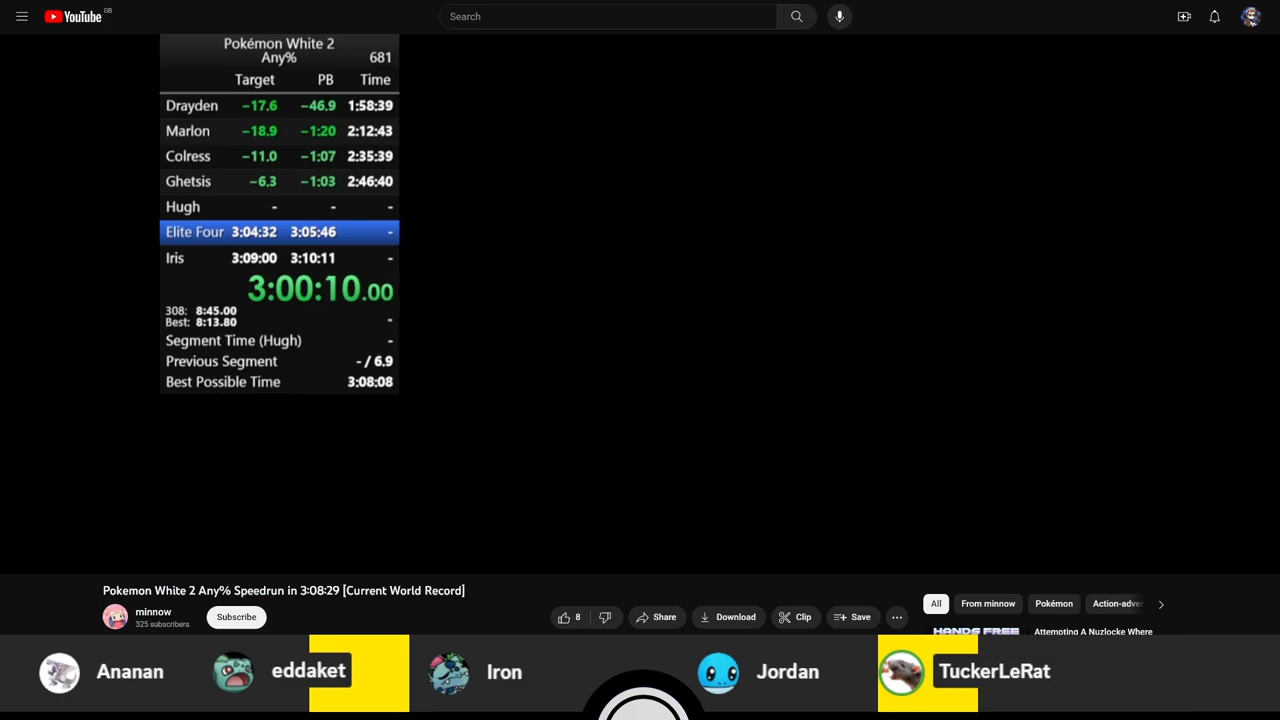 YouTube GB
Search
Pokémon White 2
Any% 681
Target PB Time
Drayden -17.6 -46.9 1:58:39
Marlon -18.9 -1:20 2:12:43
Colress -11.0 -1:07 2:35:39
Ghetsis -6.3 -1:03 2:46:40
Hugh - - -
Elite Four 3:04:32 3:05:46 -
Iris 3:09:00 3:10:11 -
3:00:10.00
308: 8:45.00
Best: 8:13.80 -
Segment Time (Hugh) -
Previous Segment - / 6.9
Best Possible Time 3:08:08
Pokemon White 2 Any% Speedrun in 3:08:29 [Current World Record]
minnow
325 subscribers
Subscribe
8
Share
Download
Clip
Save
All
From minnow
Pokémon
Action-adve
HANDS FREE
Attempting A Nuzlocke Where
Ananan
eddaket
Iron
Jordan
TuckerLeRat